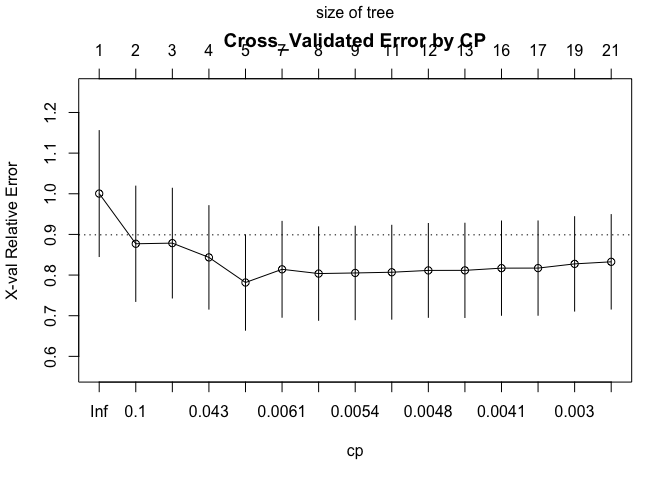 size of tree
Cross-Validated Error by CP
1 2 3 4 5 7 8 9 11 12 13 16 17 19 21
X-val Relative Error
1.2
1.1
1.0
0.9
0.8
0.7
0.6
Inf 0.1 0.043 0.0061 0.0054 0.0048 0.0041 0.003
cp